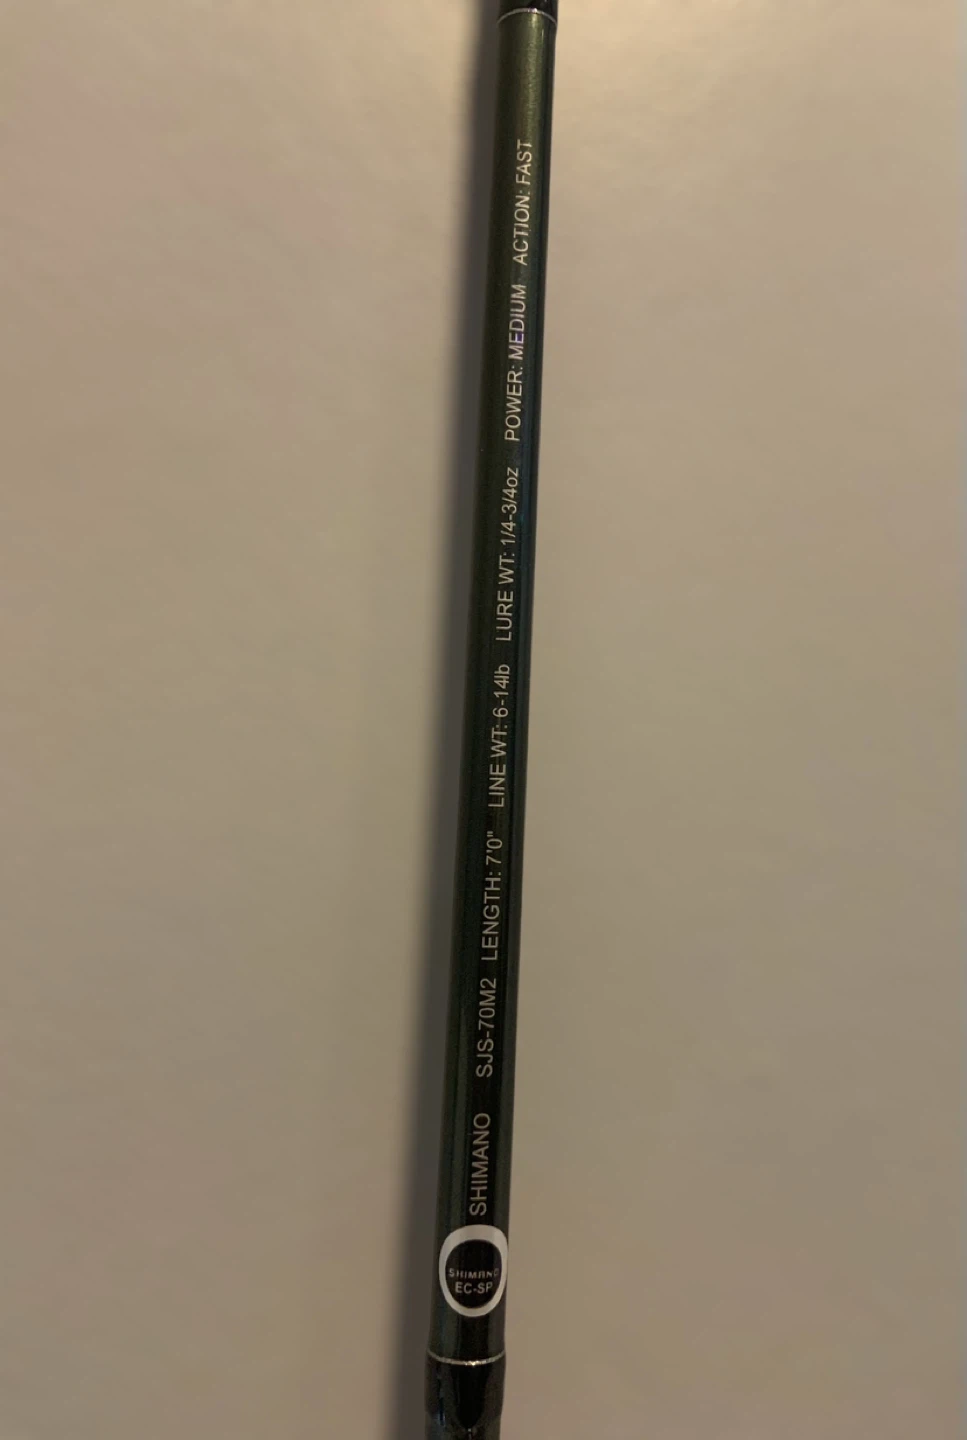 SHIMANO
EC-SP
SHIMANO SJS-70M2 LENGTH: 7'0" LINE WT: 6-14lb LURE WT: 1/4-3/4oz POWER: MEDIUM ACTION: FAST